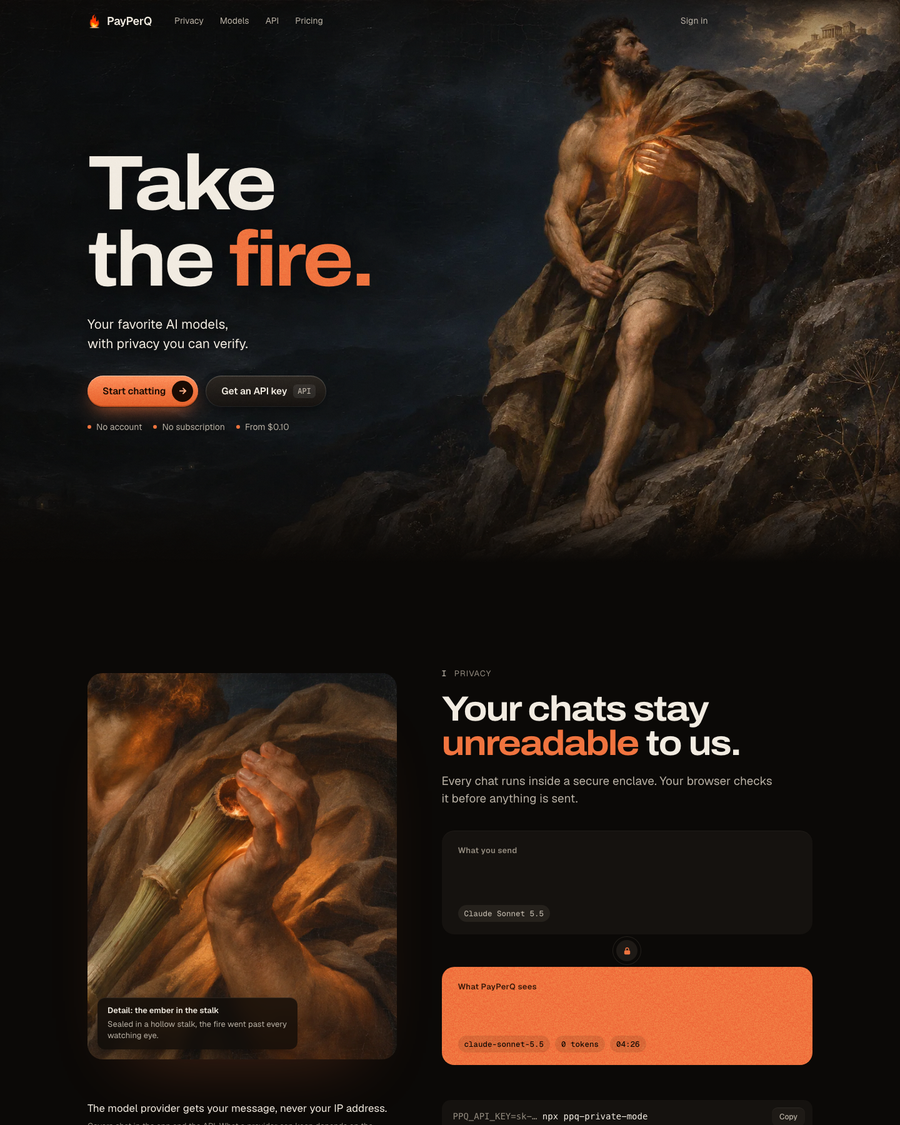 PayPerQ
Privacy
Models
API
Pricing
Sign in
Take
the fire.
Your favorite AI models,
with privacy you can verify.
Start chatting
Get an API key API
No account
No subscription
From $0.10
I PRIVACY
Your chats stay
unreadable to us.
Every chat runs inside a secure enclave. Your browser checks
it before anything is sent.
What you send
Claude Sonnet 5.5
What PayPerQ sees
claude-sonnet-5.5
0 tokens
04:26
Detail: the ember in the stalk
Sealed in a hollow stalk, the fire went past every
watching eye.
The model provider gets your message, never your IP address.
PPQ_API_KEY=sk-… npx ppq-private-mode
Copy